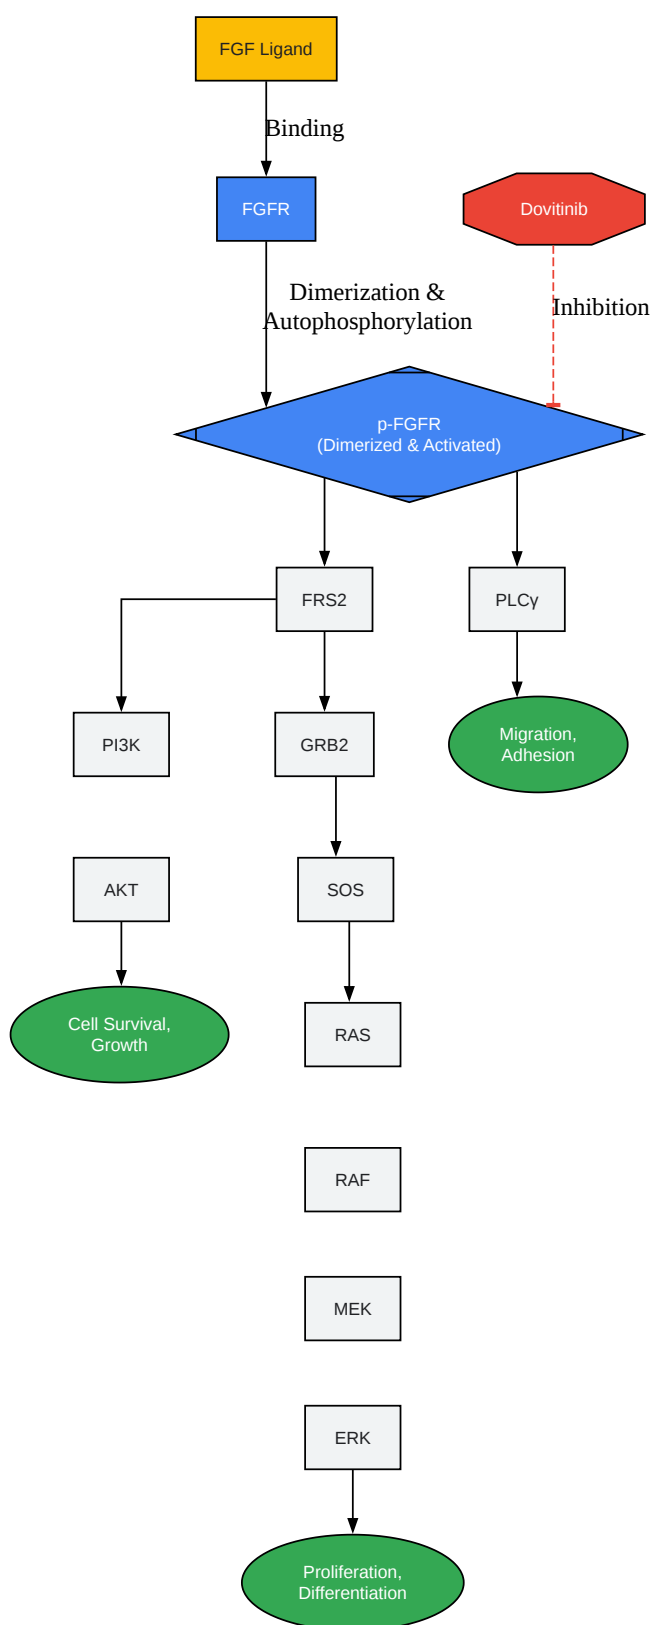 FGF Ligand
Binding
FGFR
Dovitinib
Dimerization &
Autophosphorylation
Inhibition
p-FGFR
(Dimerized & Activated)
FRS2
PLCγ
PI3K
GRB2
Migration,
Adhesion
AKT
SOS
Cell Survival,
Growth
RAS
RAF
MEK
ERK
Proliferation,
Differentiation